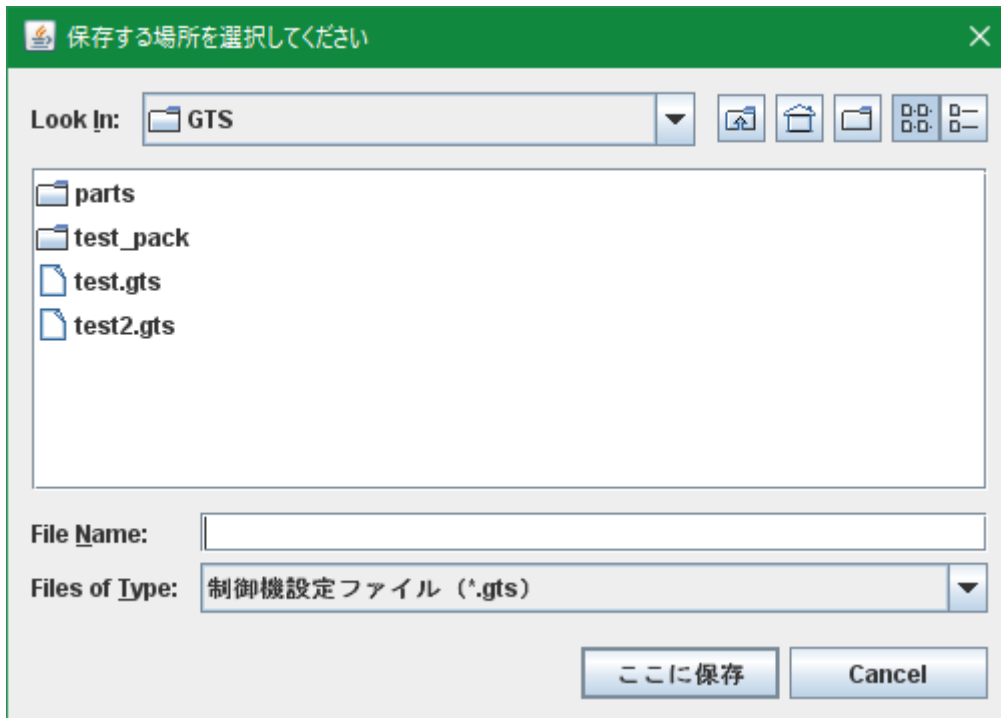 保存する場所を選択してください
Look In: GTS
parts
test_pack
test.gts
test2.gts
File Name:
Files of Type: 制御機設定ファイル（*.gts）
ここに保存 Cancel